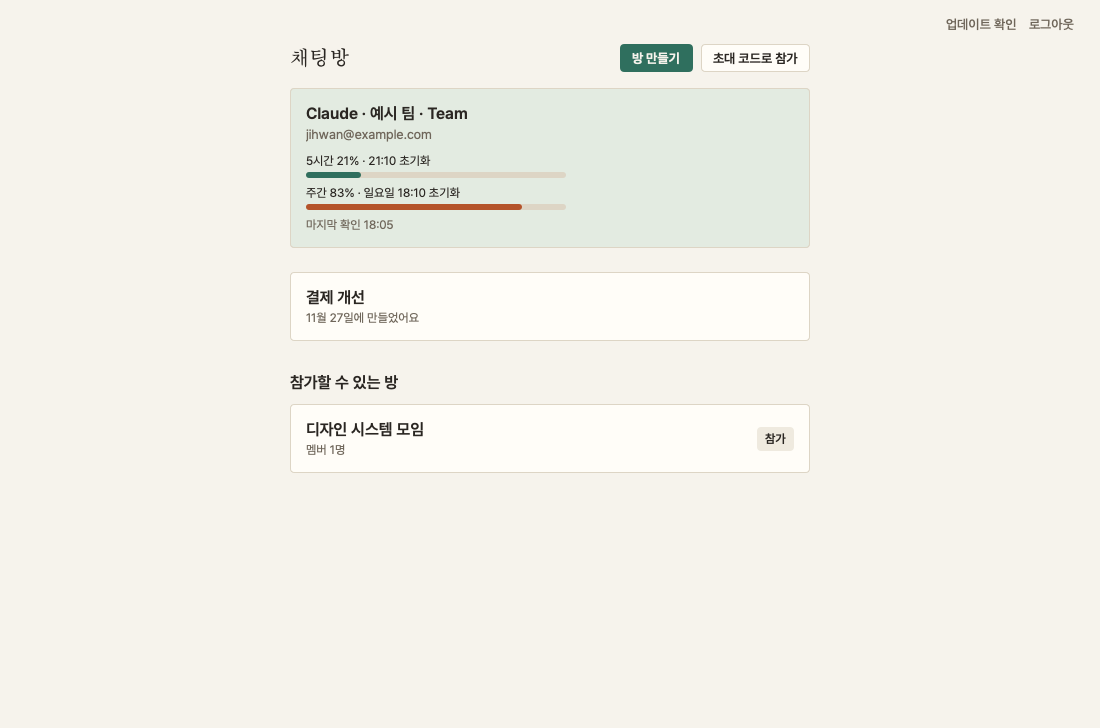 업데이트 확인 로그아웃
채팅방
방 만들기
초대 코드로 참가
Claude · 예시 팀 · Team
jihwan@example.com
5시간 21% · 21:10 초기화
주간 83% · 일요일 18:10 초기화
마지막 확인 18:05
결제 개선
11월 27일에 만들었어요
참가할 수 있는 방
디자인 시스템 모임
멤버 1명
참가